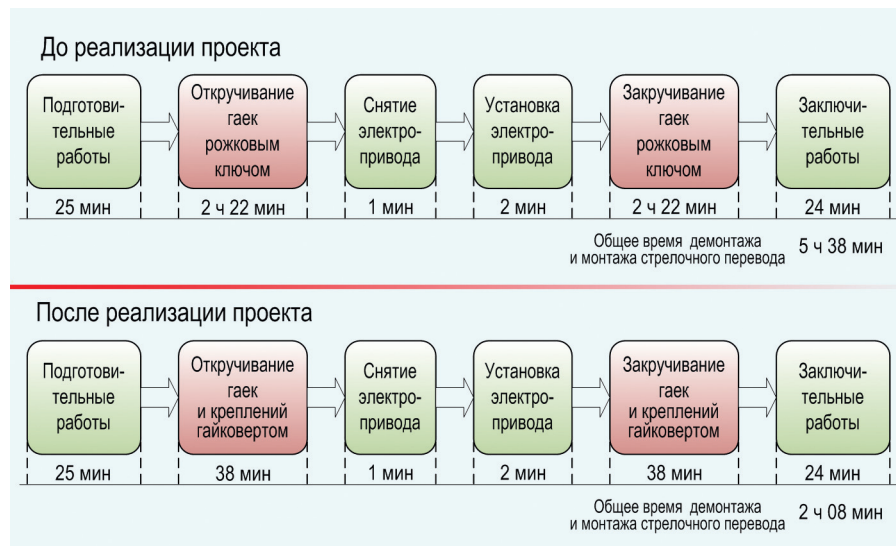 До реализации проекта
Подготови-
тельные
работы
Откручивание
гаек
рожковым
ключом
Снятие
электро-
привода
Установка
электро-
привода
Закручивание
гаек
рожковым
ключом
Заключи-
тельные
работы
25 мин
2 ч 22 мин
1 мин
2 мин
2 ч 22 мин
24 мин
Общее время демонтажа
и монтажа стрелочного перевода
5 ч 38 мин
После реализации проекта
Подготови-
тельные
работы
Откручивание
гаек
и креплений
гайковертом
Снятие
электро-
привода
Установка
электро-
привода
Закручивание
гаек
и креплений
гайковертом
Заключи-
тельные
работы
25 мин
38 мин
1 мин
2 мин
38 мин
24 мин
Общее время демонтажа
и монтажа стрелочного перевода
2 ч 08 мин